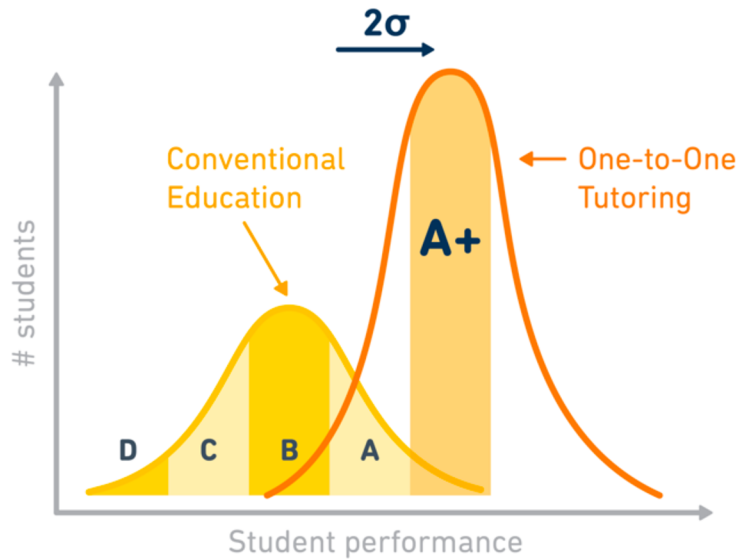 2σ
Conventional
Education
One-to-One
Tutoring
A+
# students
D
C
B
A
Student performance